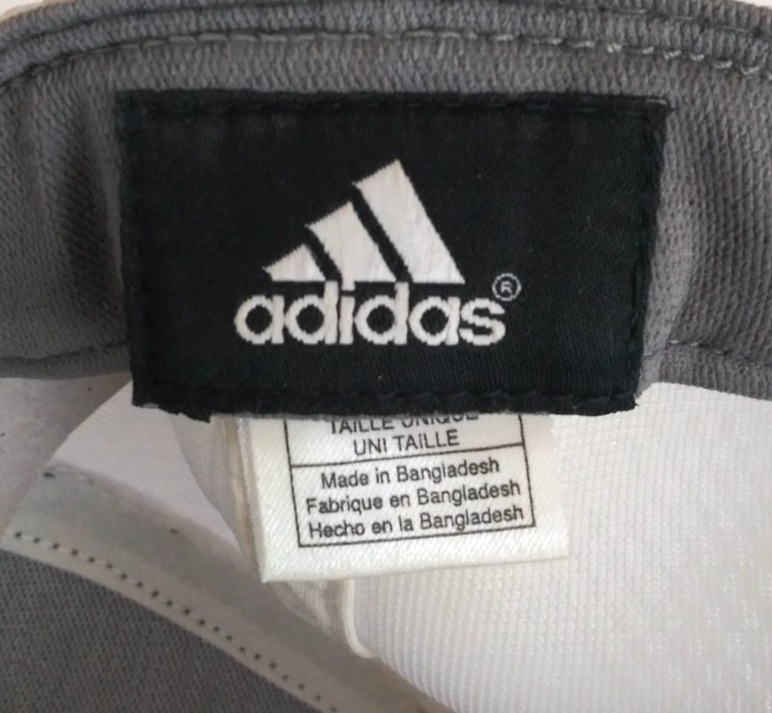 adidas®
TAILLE UNIQUE
UNI TAILLE
Made in Bangladesh
Fabrique en Bangladesh
Hecho en la Bangladesh